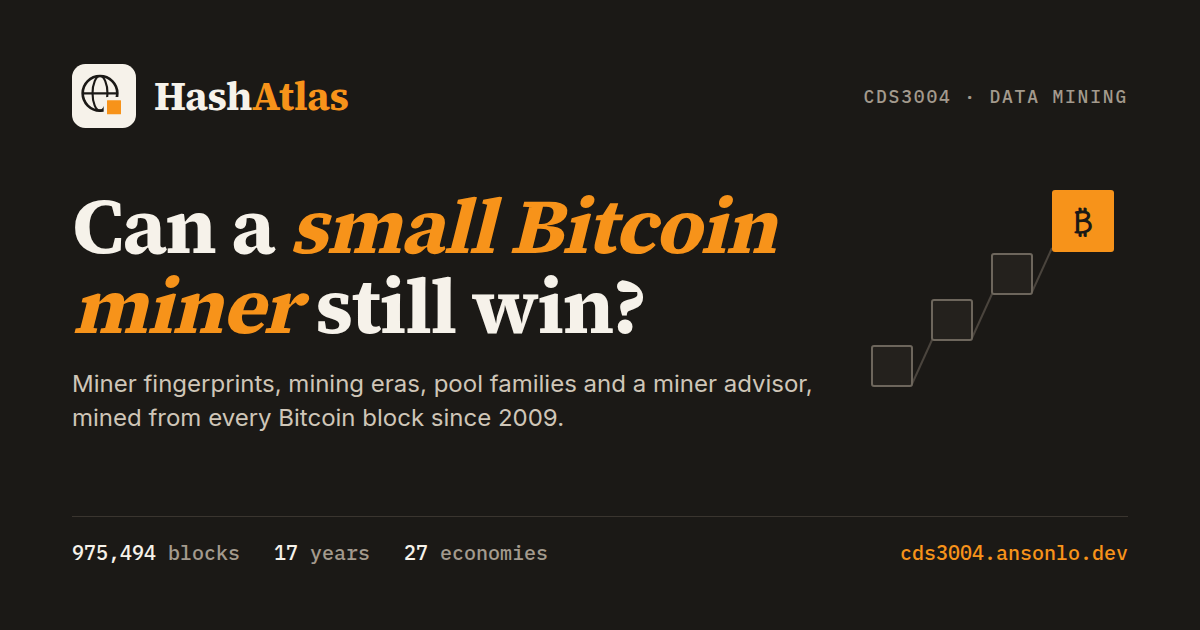 HashAtlas
CDS3004 · DATA MINING
Can a small Bitcoin
miner still win?
₿
Miner fingerprints, mining eras, pool families and a miner advisor,
mined from every Bitcoin block since 2009.
975,494 blocks 17 years 27 economies
cds3004.ansonlo.dev